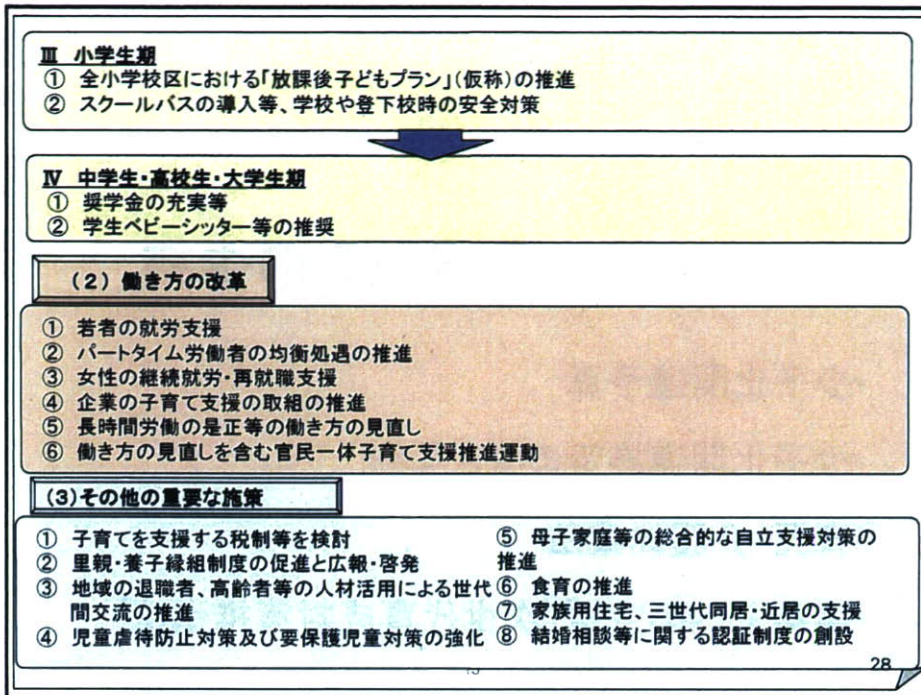 Ⅲ 小学生期
① 全小学校区における「放課後子どもプラン」(仮称)の推進
② スクールバスの導入等、学校や登下校時の安全対策
Ⅳ 中学生・高校生・大学生期
① 奨学金の充実等
② 学生ベビーシッター等の推奨
(2) 働き方の改革
① 若者の就労支援
② パートタイム労働者の均衡処遇の推進
③ 女性の継続就労・再就職支援
④ 企業の子育て支援の取組の推進
⑤ 長時間労働の是正等の働き方の見直し
⑥ 働き方の見直しを含む官民一体子育て支援推進運動
(3)その他の重要な施策
① 子育てを支援する税制等を検討
② 里親・養子縁組制度の促進と広報・啓発
③ 地域の退職者、高齢者等の人材活用による世代
間交流の推進
④ 児童虐待防止対策及び要保護児童対策の強化
⑤ 母子家庭等の総合的な自立支援対策の
推進
⑥ 食育の推進
⑦ 家族用住宅、三世代同居・近居の支援
⑧ 結婚相談等に関する認証制度の創設
28